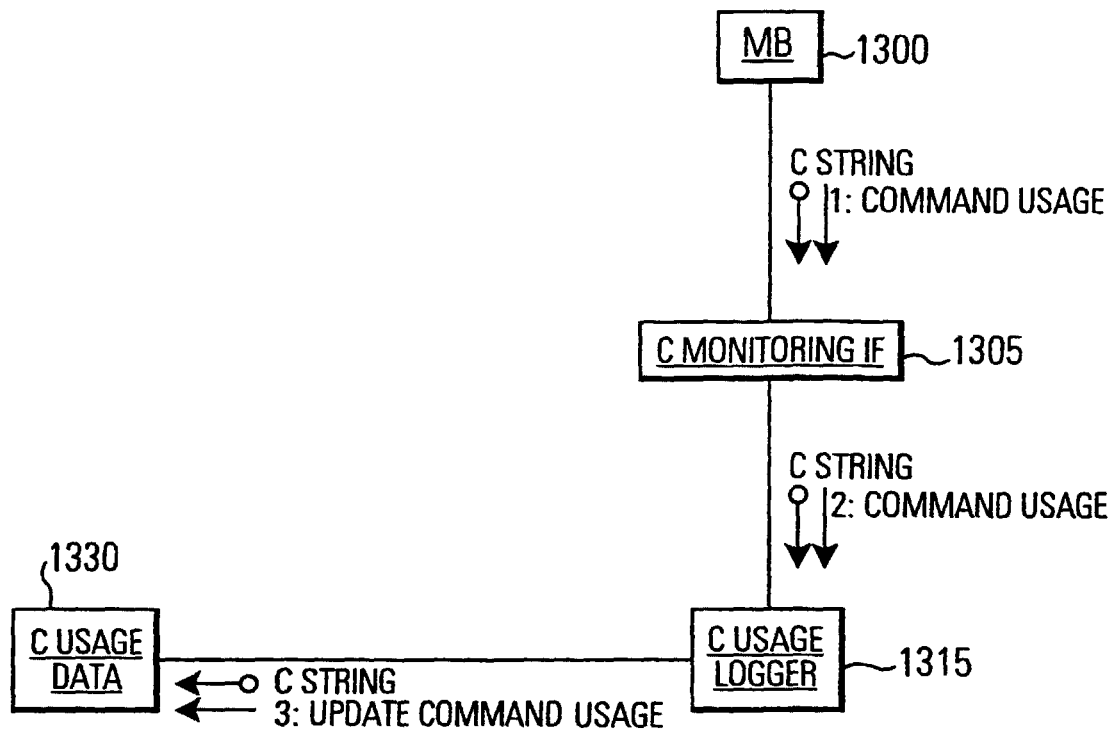 MB
1300
C STRING
1: COMMAND USAGE
C MONITORING IF
1305
C STRING
2: COMMAND USAGE
1330
C USAGE
DATA
C USAGE
LOGGER
1315
C STRING
3: UPDATE COMMAND USAGE